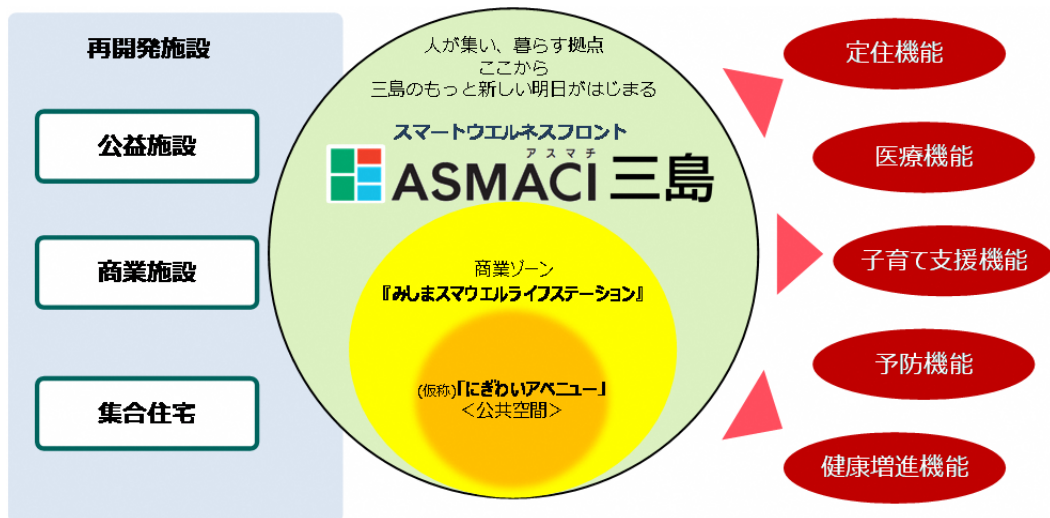 再開発施設
公益施設
商業施設
集合住宅
人が集い、暮らす拠点
ここから
三島のもっと新しい明日がはじまる
スマートウエルネスフロント
アスマチ
ASMACI三島
商業ゾーン
『みしまスマウエルライフステーション』
(仮称)「にぎわいアベニュー」
＜公共空間＞
定住機能
医療機能
子育て支援機能
予防機能
健康増進機能